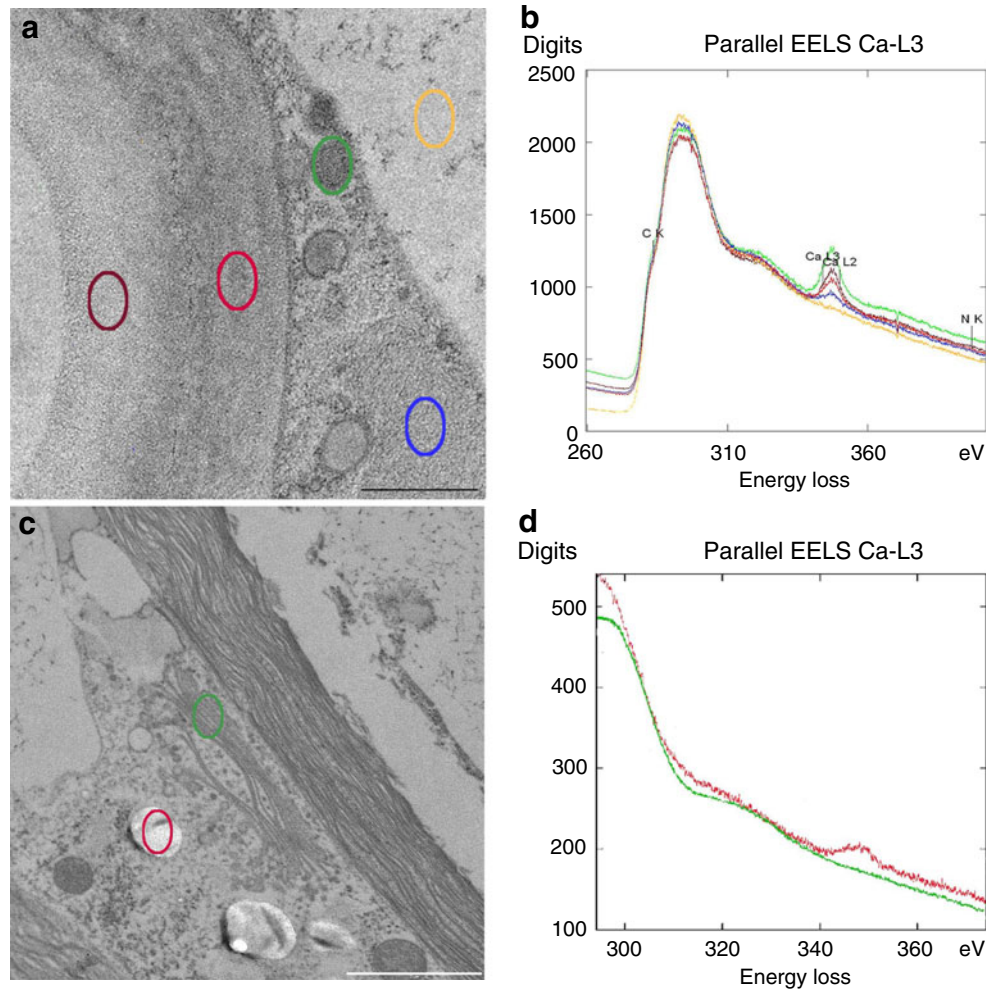 a
b
Digits
Parallel EELS Ca-L3
2500
2000
1500
C K
Ca L3
Ca L2
1000
N K
500
0
260
310
360
eV
Energy loss
c
d
Digits
Parallel EELS Ca-L3
500
400
300
200
100
300
320
340
360
eV
Energy loss